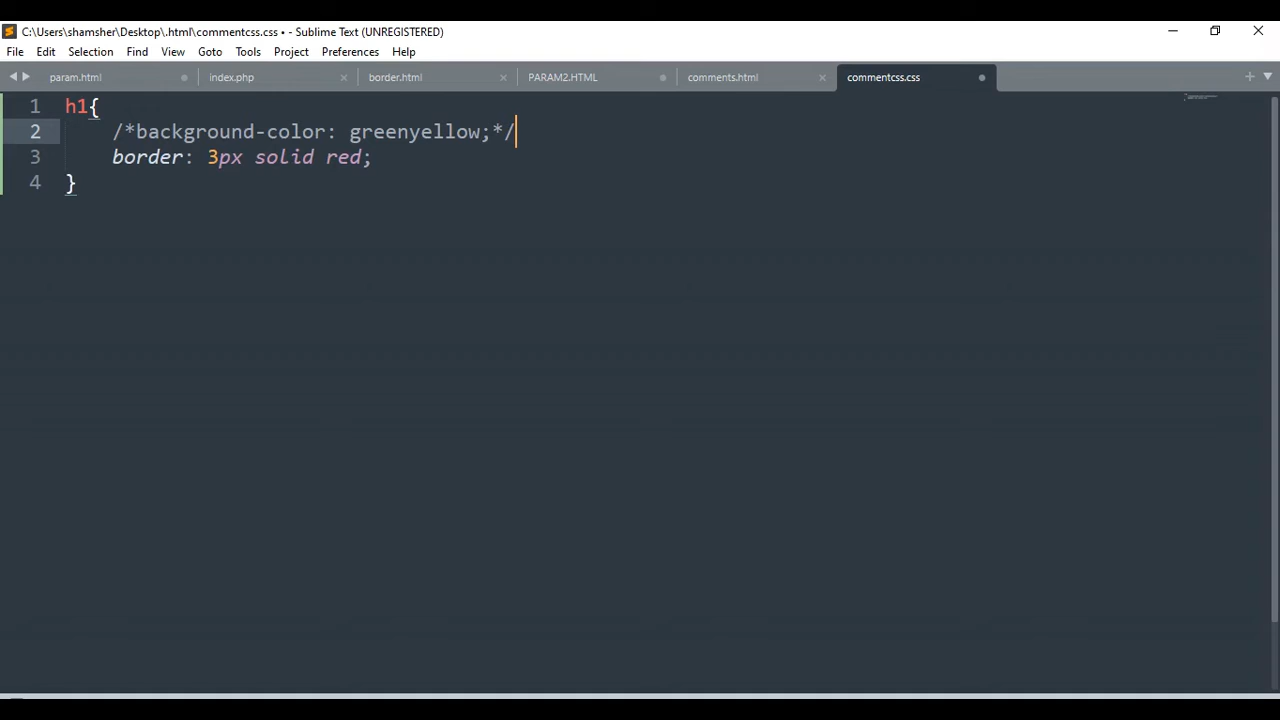 C:\Users\shamsher\Desktop\.html\commentcss.css • - Sublime Text (UNREGISTERED)
File Edit Selection Find View Goto Tools Project Preferences Help
param.html index.php border.html PARAM2.HTML comments.html commentcss.css
1 h1{
2 /*background-color: greenyellow;*/
3 border: 3px solid red;
4 }